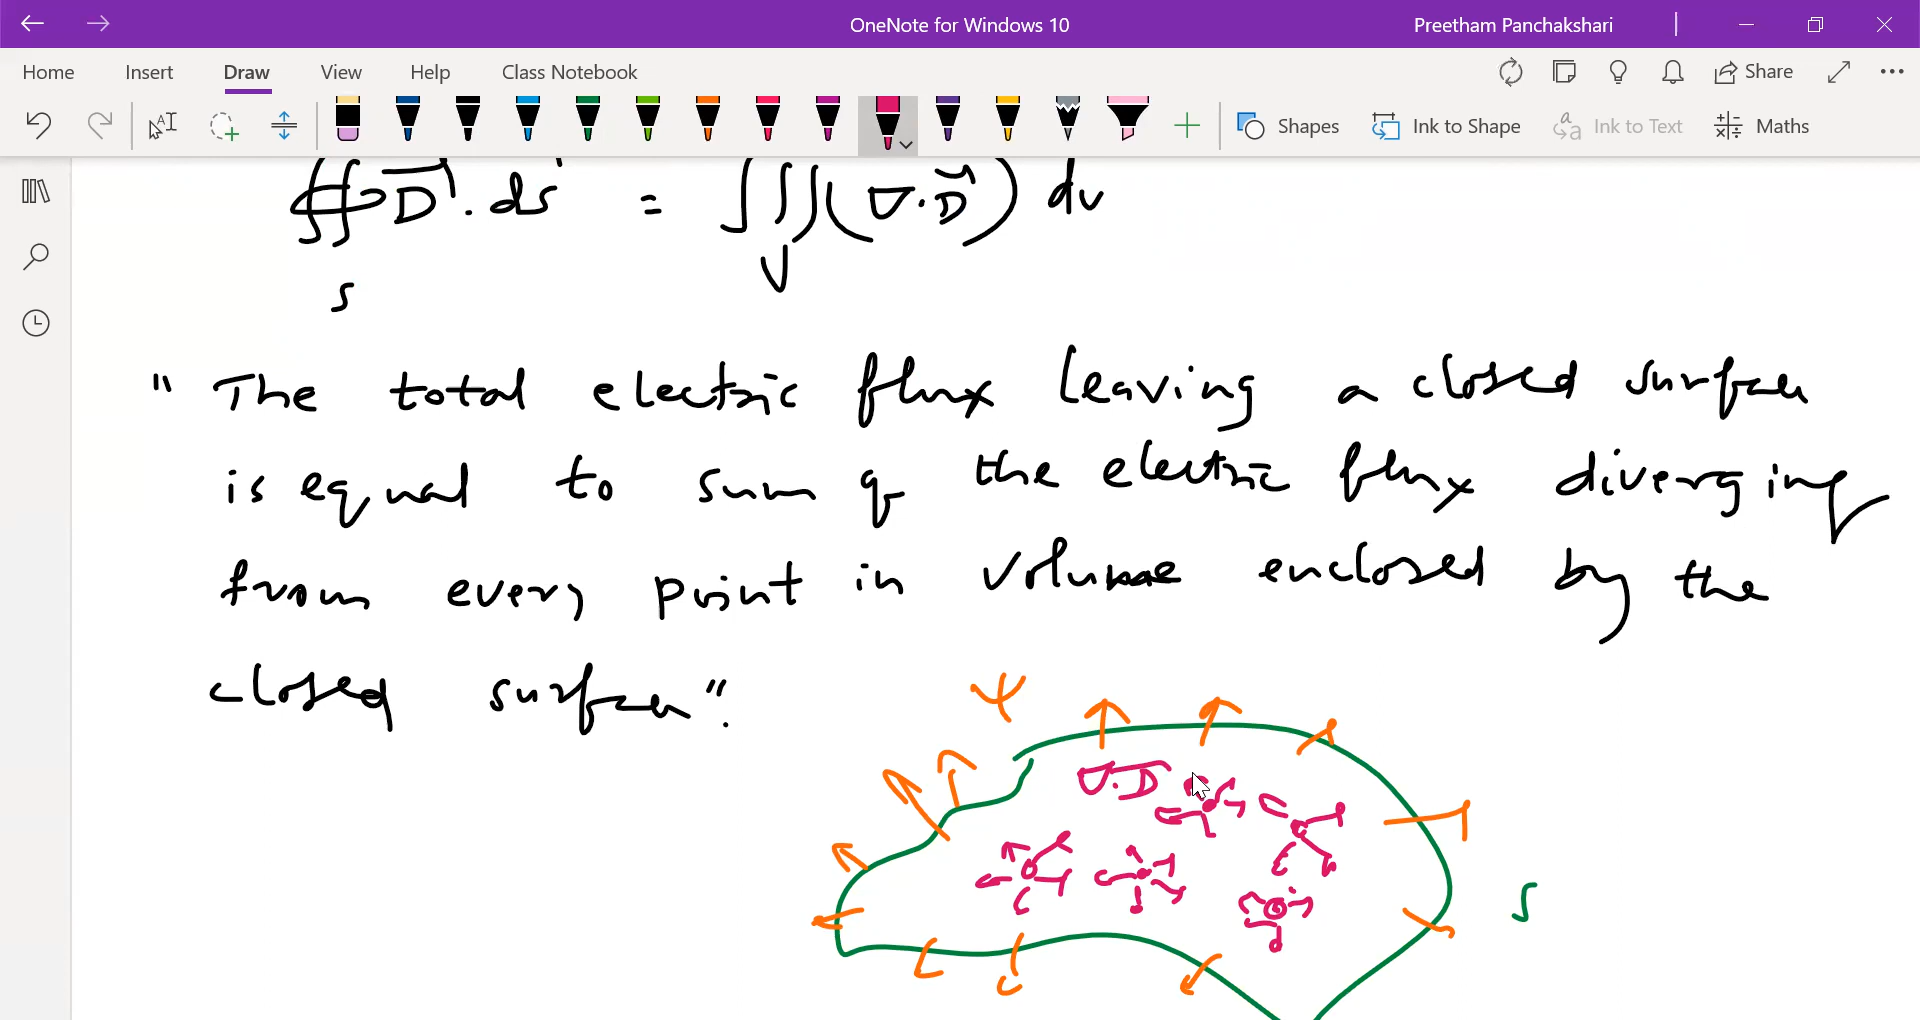 OneNote for Windows 10
Preetham Panchakshari
Home Insert Draw View Help Class Notebook Share
Shapes Ink to Shape Ink to Text Maths
∯ D⃗ . ds = ∭ (∇.D⃗) dv
s
v
" The total electric flux leaving a closed surface
is equal to sum of the electric flux diverging
from every point in volume enclosed by the
closed surface".
ψ
∇.D
S